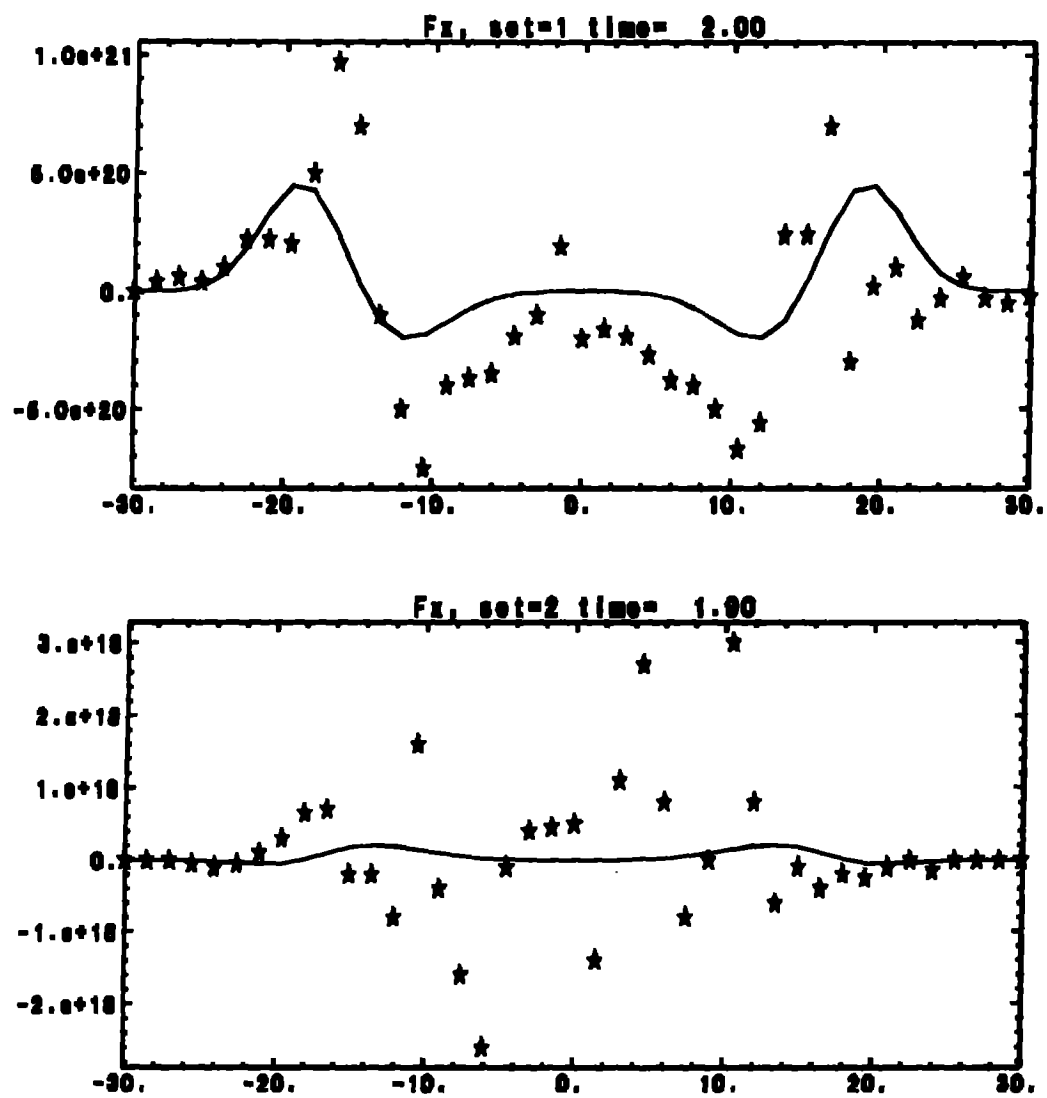 Fx, set=1 time= 2.00
1.0e+21
5.0e+20
0.
-5.0e+20
-30. -20. -10. 0. 10. 20. 30.
Fx, set=2 time= 1.90
3.e+18
2.e+18
1.e+18
0.
-1.e+18
-2.e+18
-30. -20. -10. 0. 10. 20. 30.